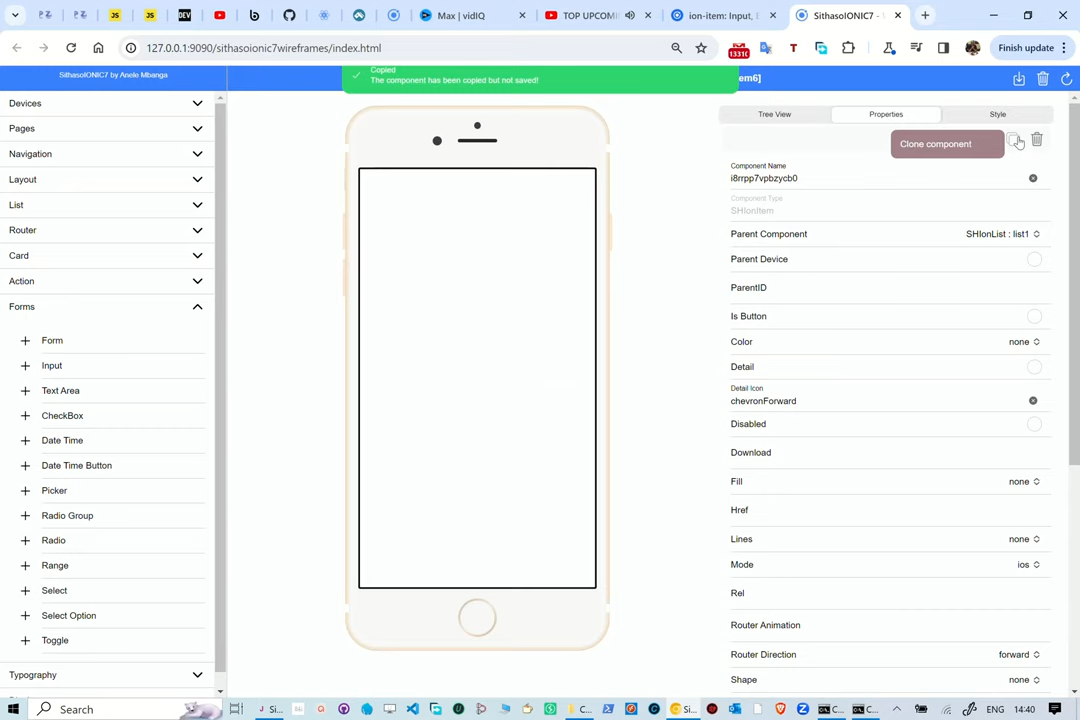 Max | vidIQ
TOP UPCOMI
ion-item: Input, E
SithasoIONIC7 -
127.0.0.1:9090/sithasoionic7wireframes/index.html
1331
Finish update
SithasoIONIC7 by Anele Mbanga
Copied
The component has been copied but not saved!
em6]
Devices
Pages
Navigation
Layout
List
Router
Card
Action
Forms
Form
Input
Text Area
CheckBox
Date Time
Date Time Button
Picker
Radio Group
Radio
Range
Select
Select Option
Toggle
Typography
Tree View
Properties
Style
Clone component
Component Name
i8rrpp7vpbzycb0
Component Type
SHIonItem
Parent Component
SHIonList : list1
Parent Device
ParentID
Is Button
Color
none
Detail
Detail Icon
chevronForward
Disabled
Download
Fill
none
Href
Lines
none
Mode
ios
Rel
Router Animation
Router Direction
forward
Shape
none
Search
Si...
C...
Si...
C...
C...
ENG
14:40